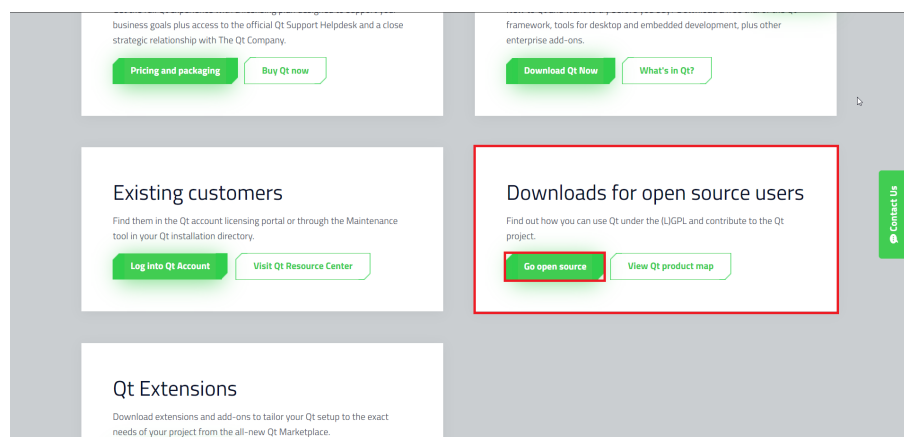 business goals plus access to the official Qt Support Helpdesk and a close
strategic relationship with The Qt Company.
Pricing and packaging
Buy Qt now
framework, tools for desktop and embedded development, plus other
enterprise add-ons.
Download Qt Now
What's in Qt?
Existing customers
Find them in the Qt account licensing portal or through the Maintenance
tool in your Qt installation directory.
Log into Qt Account
Visit Qt Resource Center
Downloads for open source users
Find out how you can use Qt under the (L)GPL and contribute to the Qt
project.
Go open source
View Qt product map
Contact Us
Qt Extensions
Download extensions and add-ons to tailor your Qt setup to the exact
needs of your project from the all-new Qt Marketplace.